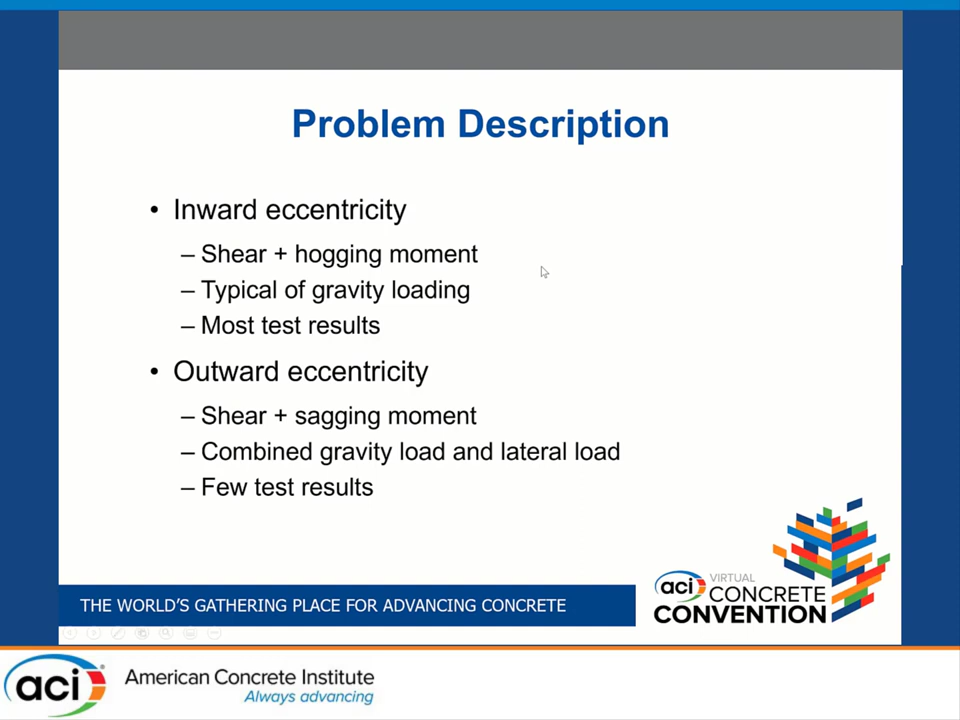 Problem Description
• Inward eccentricity
– Shear + hogging moment
– Typical of gravity loading
– Most test results
• Outward eccentricity
– Shear + sagging moment
– Combined gravity load and lateral load
– Few test results
THE WORLD'S GATHERING PLACE FOR ADVANCING CONCRETE
aci VIRTUAL
CONCRETE
CONVENTION
aci® American Concrete Institute
Always advancing